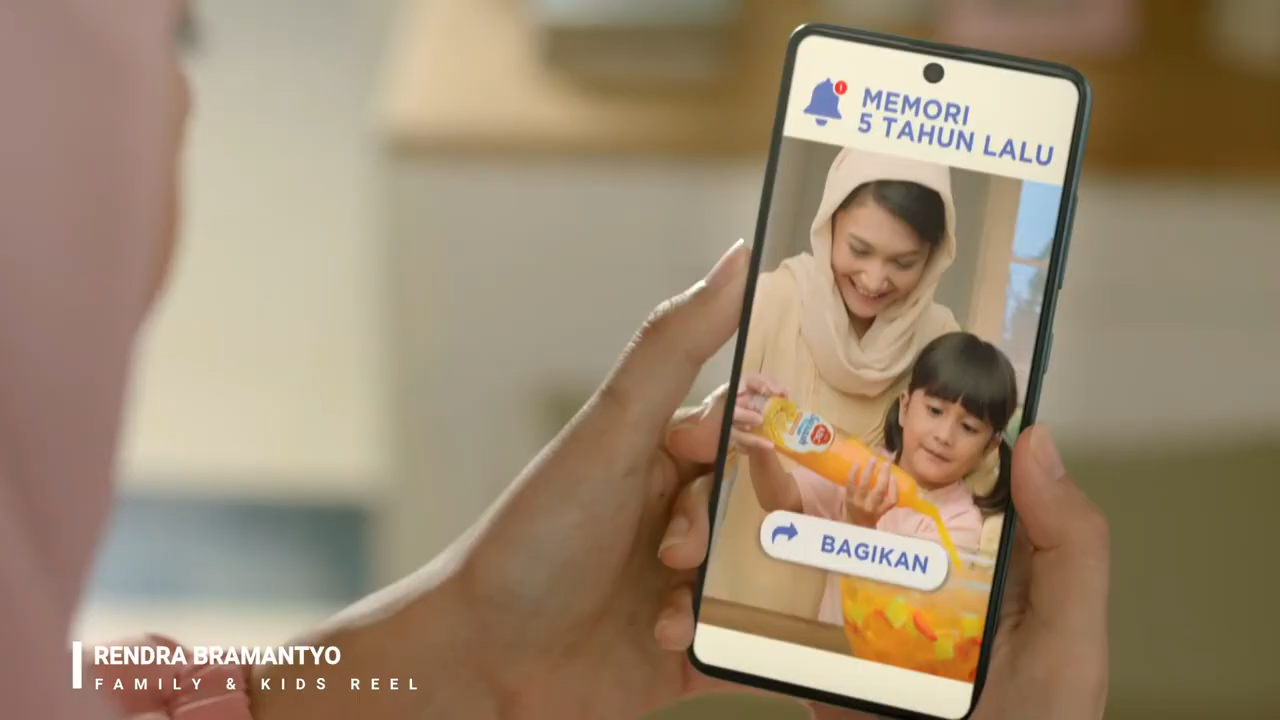 MEMORI
5 TAHUN LALU
BAGIKAN
RENDRA BRAMANTYO
FAMILY & KIDS REEL